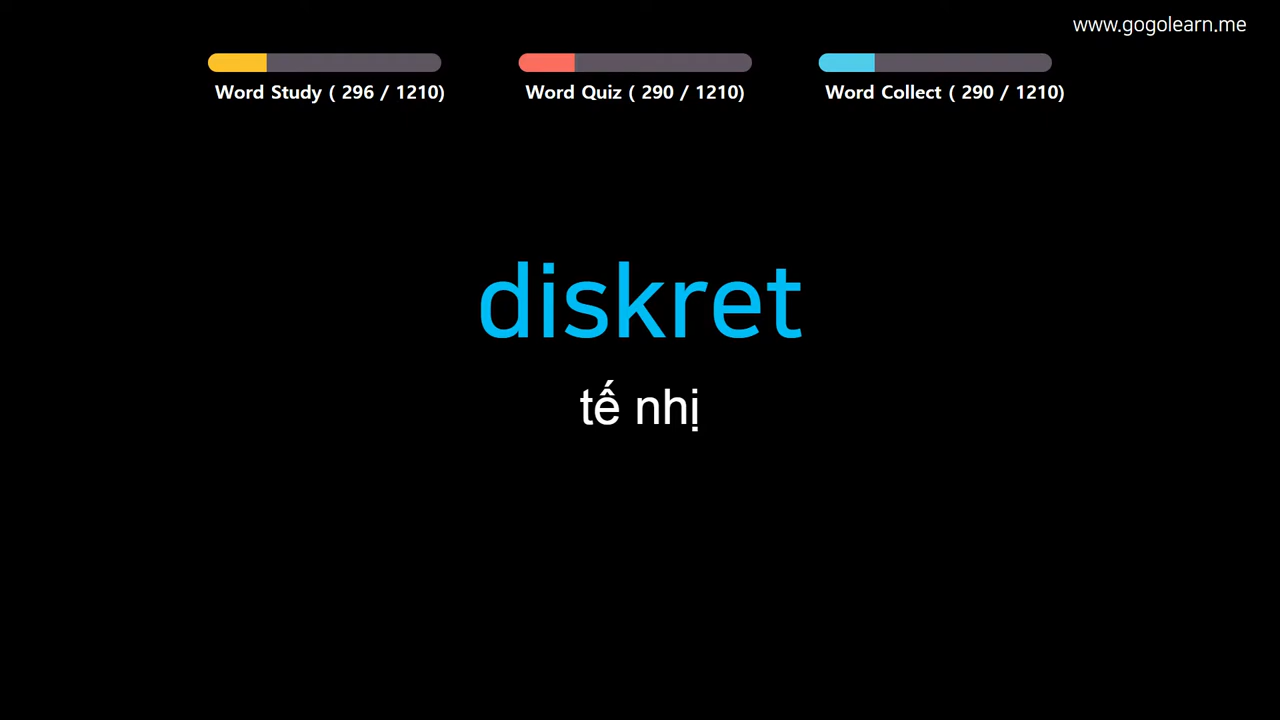 www.gogolearn.me
Word Study ( 296 / 1210)
Word Quiz ( 290 / 1210)
Word Collect ( 290 / 1210)
diskret
tế nhị